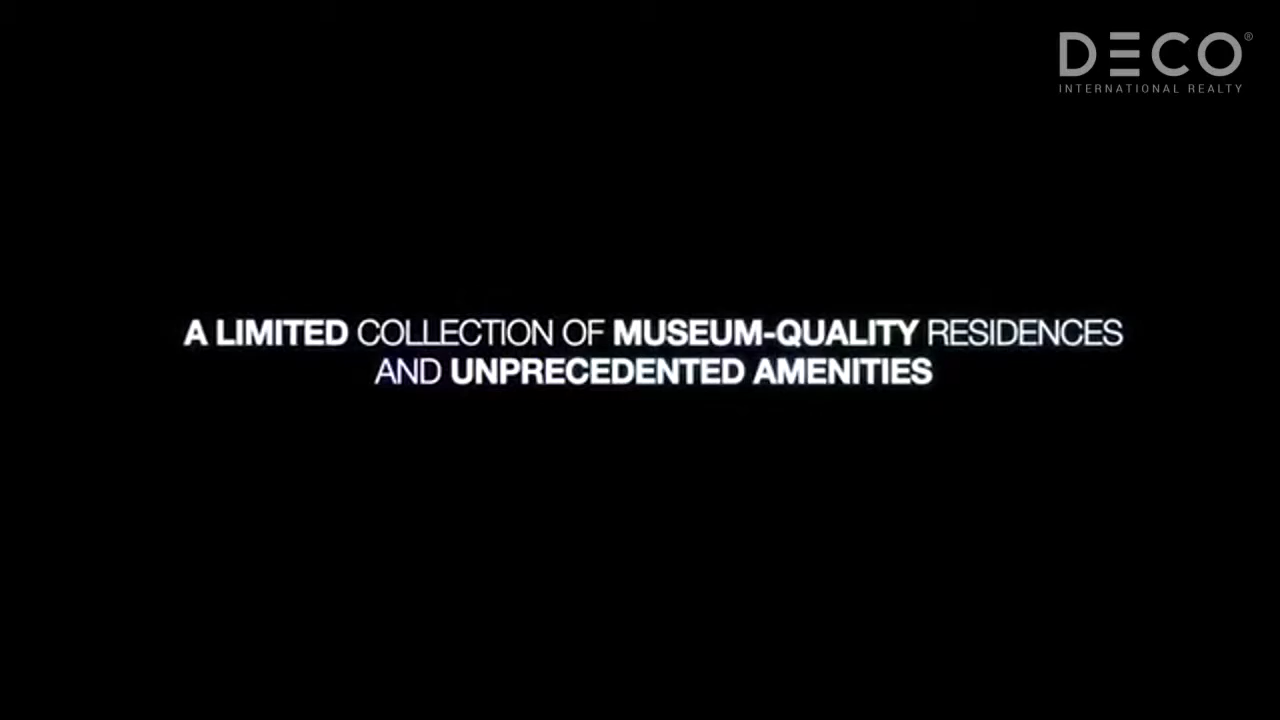 DECO®
INTERNATIONAL REALTY
A LIMITED COLLECTION OF MUSEUM-QUALITY RESIDENCES
AND UNPRECEDENTED AMENITIES